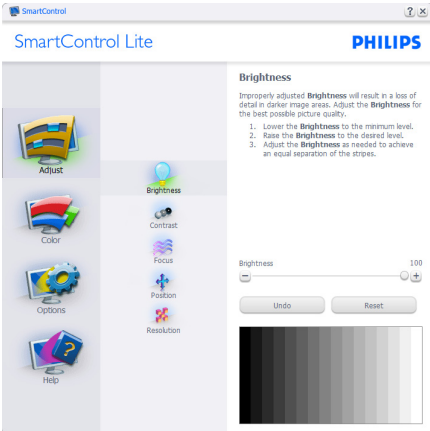 SmartControl
SmartControl Lite
PHILIPS
Adjust
Color
Options
Help
Brightness
Contrast
Focus
Position
Resolution
Brightness
Improperly adjusted Brightness will result in a loss of
detail in darker image areas. Adjust the Brightness for
the best possible picture quality.
1. Lower the Brightness to the minimum level.
2. Raise the Brightness to the desired level.
3. Adjust the Brightness as needed to achieve
an equal separation of the stripes.
Brightness 100
Undo Reset